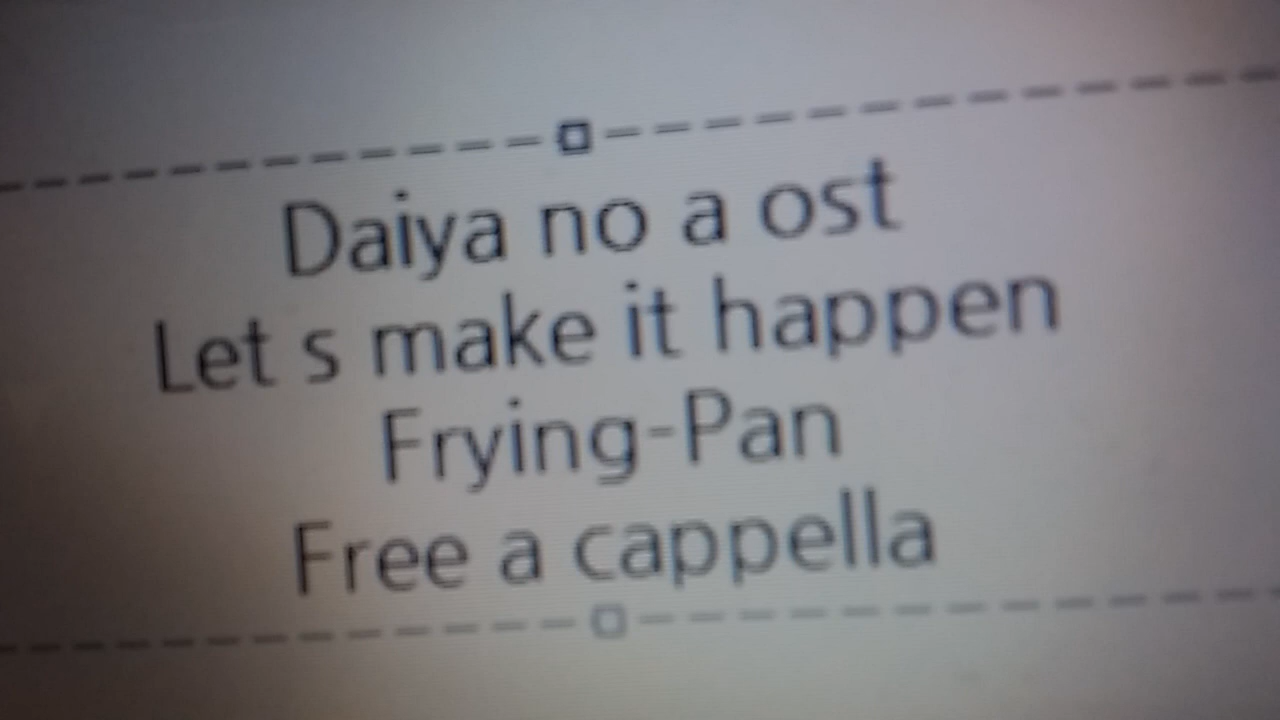 Daiya no a ost
Let s make it happen
Frying-Pan
Free a cappella